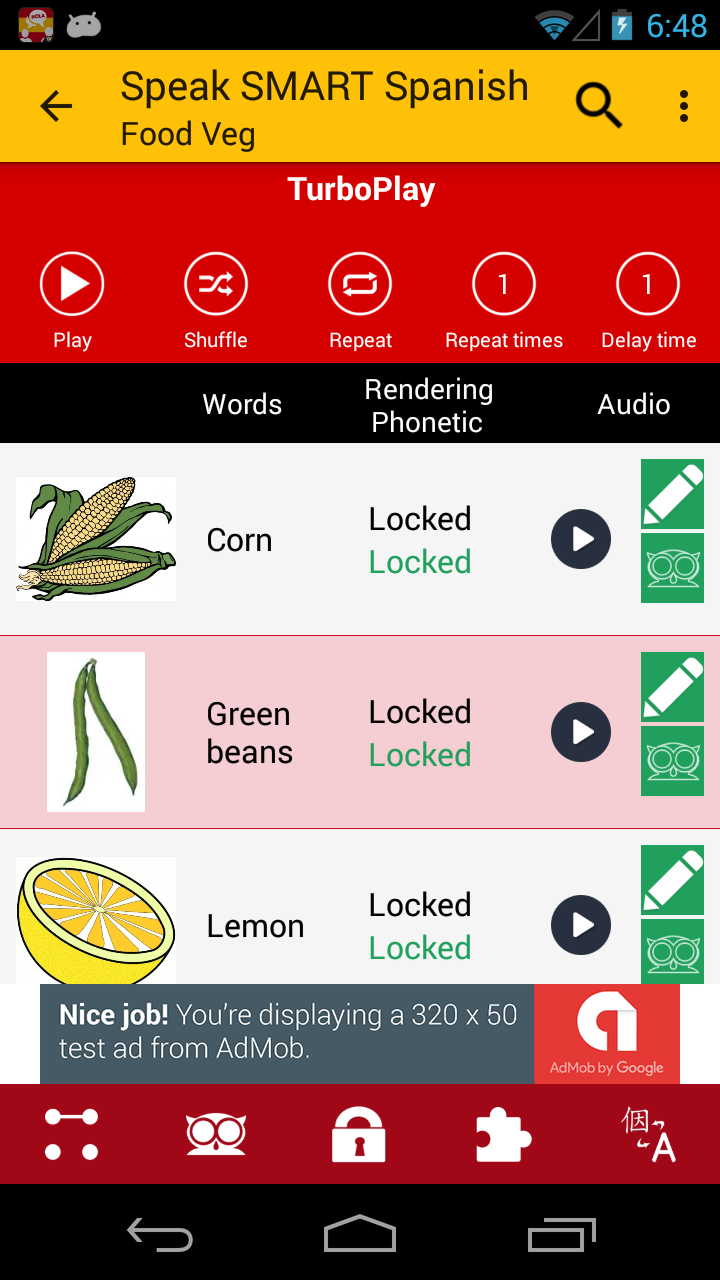 HOLA
6:48
Speak SMART Spanish
Food Veg
TurboPlay
1
1
Play
Shuffle
Repeat
Repeat times
Delay time
Words
Rendering
Phonetic
Audio
Corn
Locked
Locked
Green
beans
Locked
Locked
Lemon
Locked
Locked
Nice job! You're displaying a 320 x 50
test ad from AdMob.
AdMob by Google
個
A